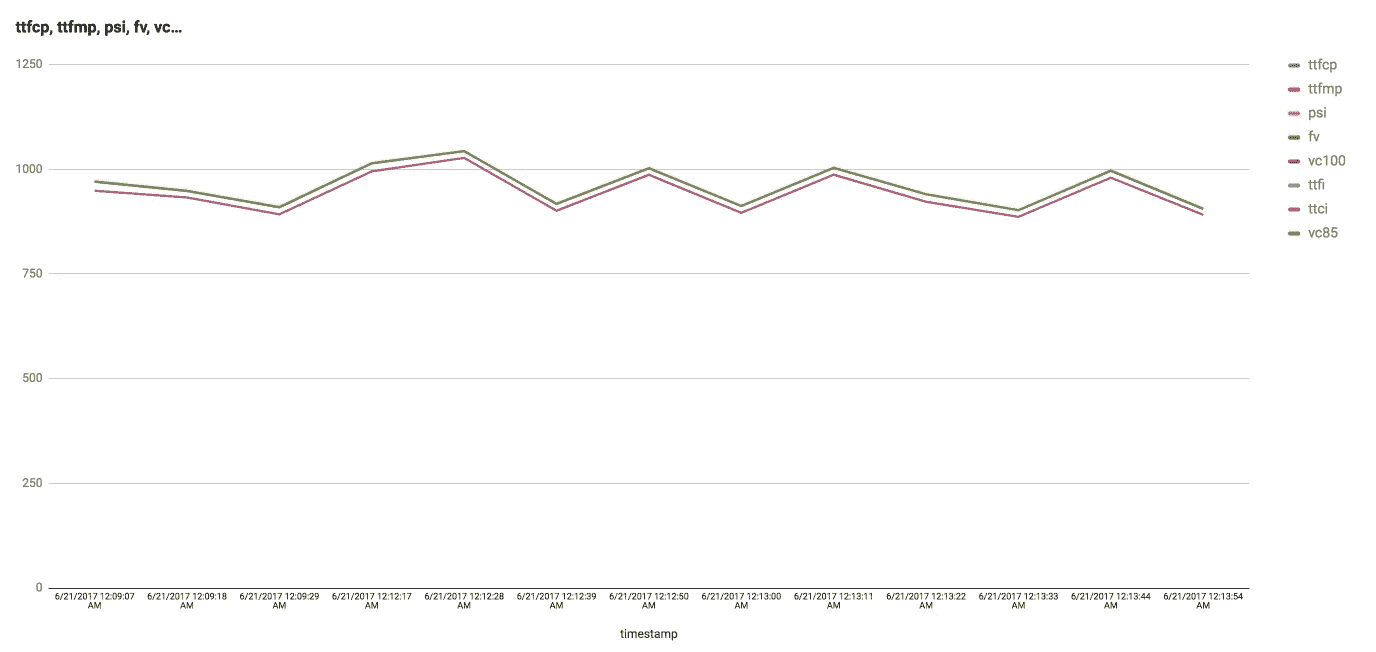 ttfcp, ttfmp, psi, fv, vc...
1250
1000
750
500
250
0
ttfcp
ttfmp
psi
fv
vc100
ttfi
ttci
vc85
6/21/2017 12:09:07 AM
6/21/2017 12:09:18 AM
6/21/2017 12:09:29 AM
6/21/2017 12:12:17 AM
6/21/2017 12:12:28 AM
6/21/2017 12:12:39 AM
6/21/2017 12:12:50 AM
6/21/2017 12:13:00 AM
6/21/2017 12:13:11 AM
6/21/2017 12:13:22 AM
6/21/2017 12:13:33 AM
6/21/2017 12:13:44 AM
6/21/2017 12:13:54 AM
timestamp